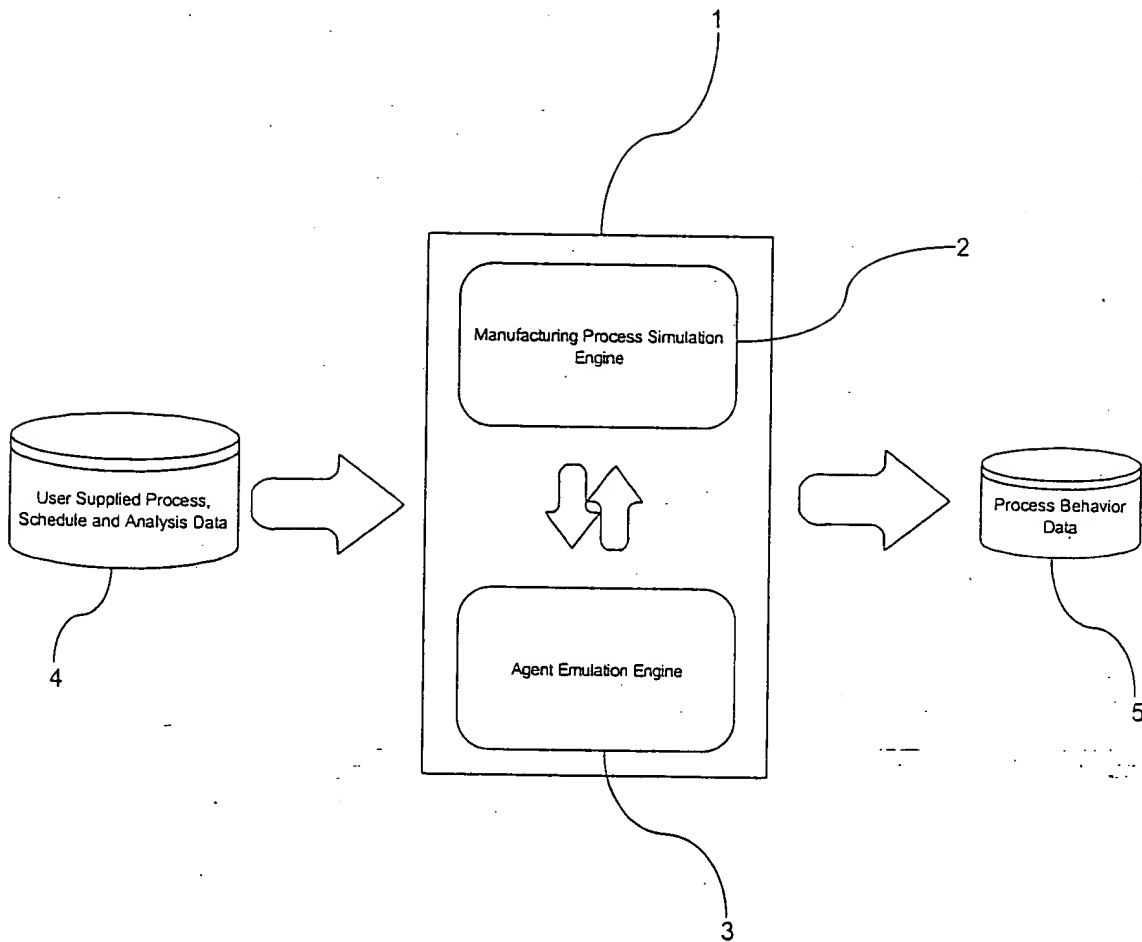 1
2
Manufacturing Process Simulation
Engine
User Supplied Process,
Schedule and Analysis Data
Process Behavior
Data
Agent Emulation Engine
4
5
3